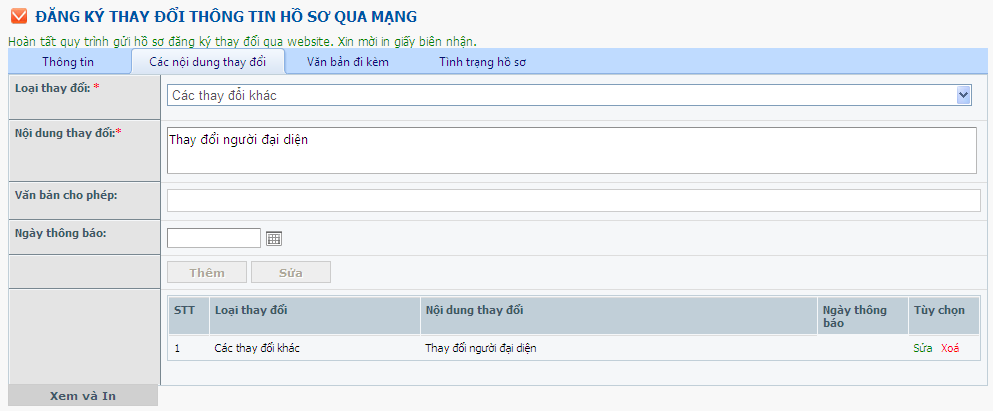 ĐĂNG KÝ THAY ĐỔI THÔNG TIN HỒ SƠ QUA MẠNG
Hoàn tất quy trình gửi hồ sơ đăng ký thay đổi qua website. Xin mời in giấy biên nhận.
Thông tin Các nội dung thay đổi Văn bản đi kèm Tình trạng hồ sơ
Loại thay đổi: * Các thay đổi khác
Nội dung thay đổi:* Thay đổi người đại diện
Văn bản cho phép:
Ngày thông báo:
Thêm Sửa
STT Loại thay đổi Nội dung thay đổi Ngày thông báo Tùy chọn
1 Các thay đổi khác Thay đổi người đại diện Sửa Xoá
Xem và In